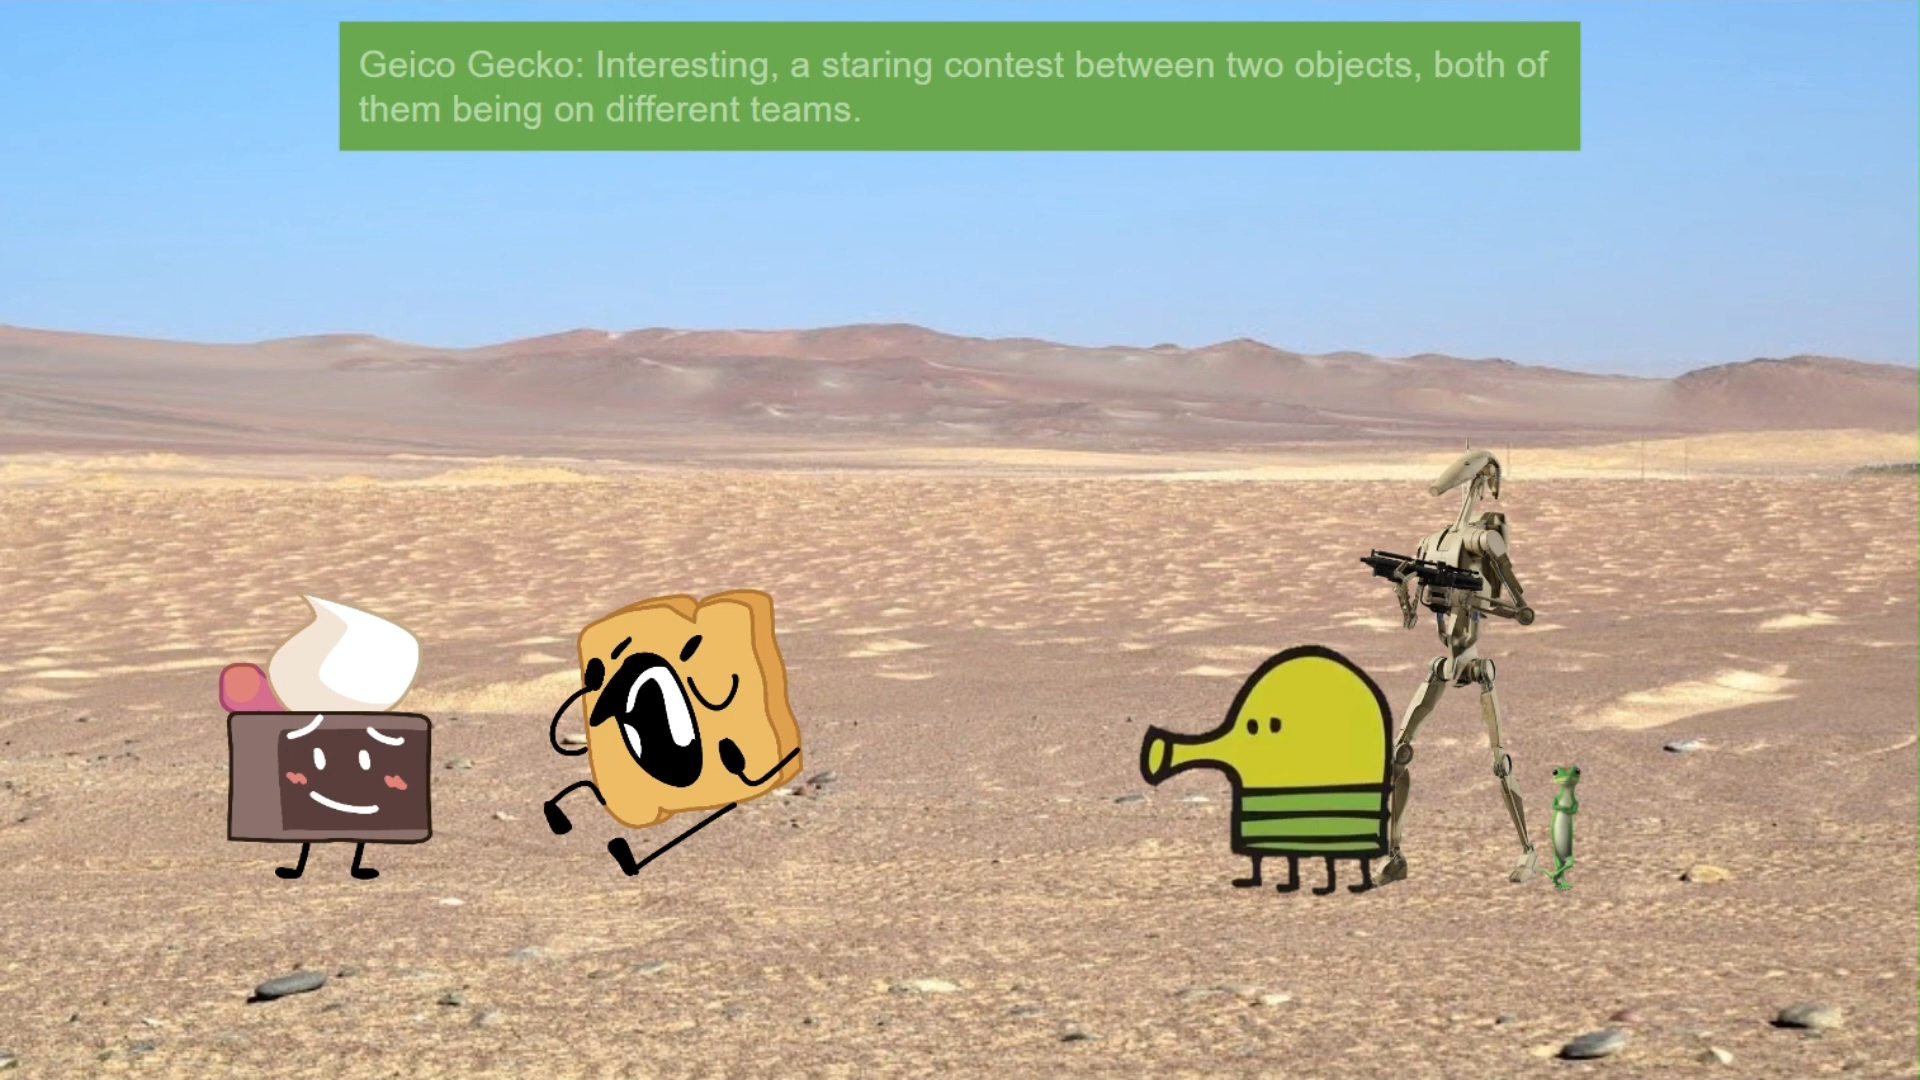 Geico Gecko: Interesting, a staring contest between two objects, both of
them being on different teams.